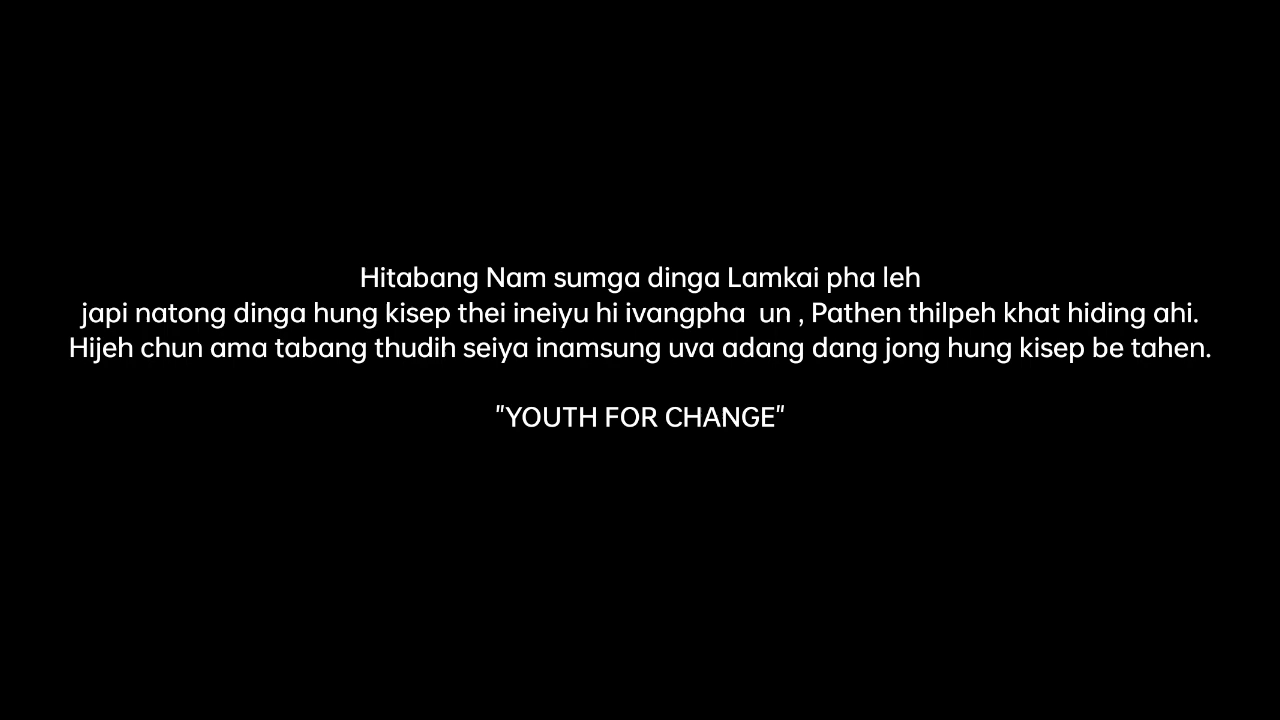 Hitabang Nam sumga dinga Lamkai pha leh
japi natong dinga hung kisep thei ineiyu hi ivangpha  un , Pathen thilpeh khat hiding ahi.
Hijeh chun ama tabang thudih seiya inamsung uva adang dang jong hung kisep be tahen.
"YOUTH FOR CHANGE"